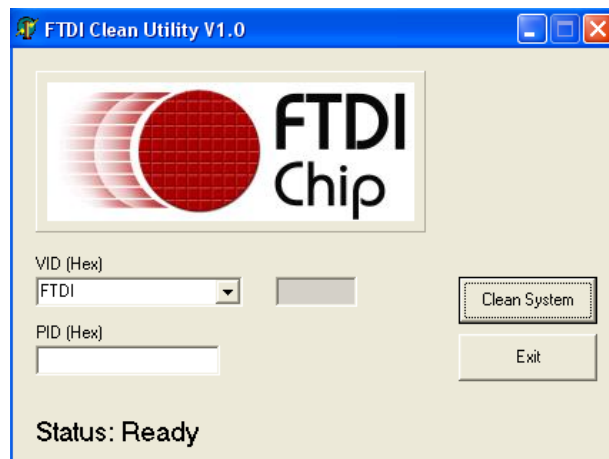 FTDI Clean Utility V1.0
FTDI
Chip
VID (Hex)
FTDI
Clean System
PID (Hex)
Exit
Status: Ready